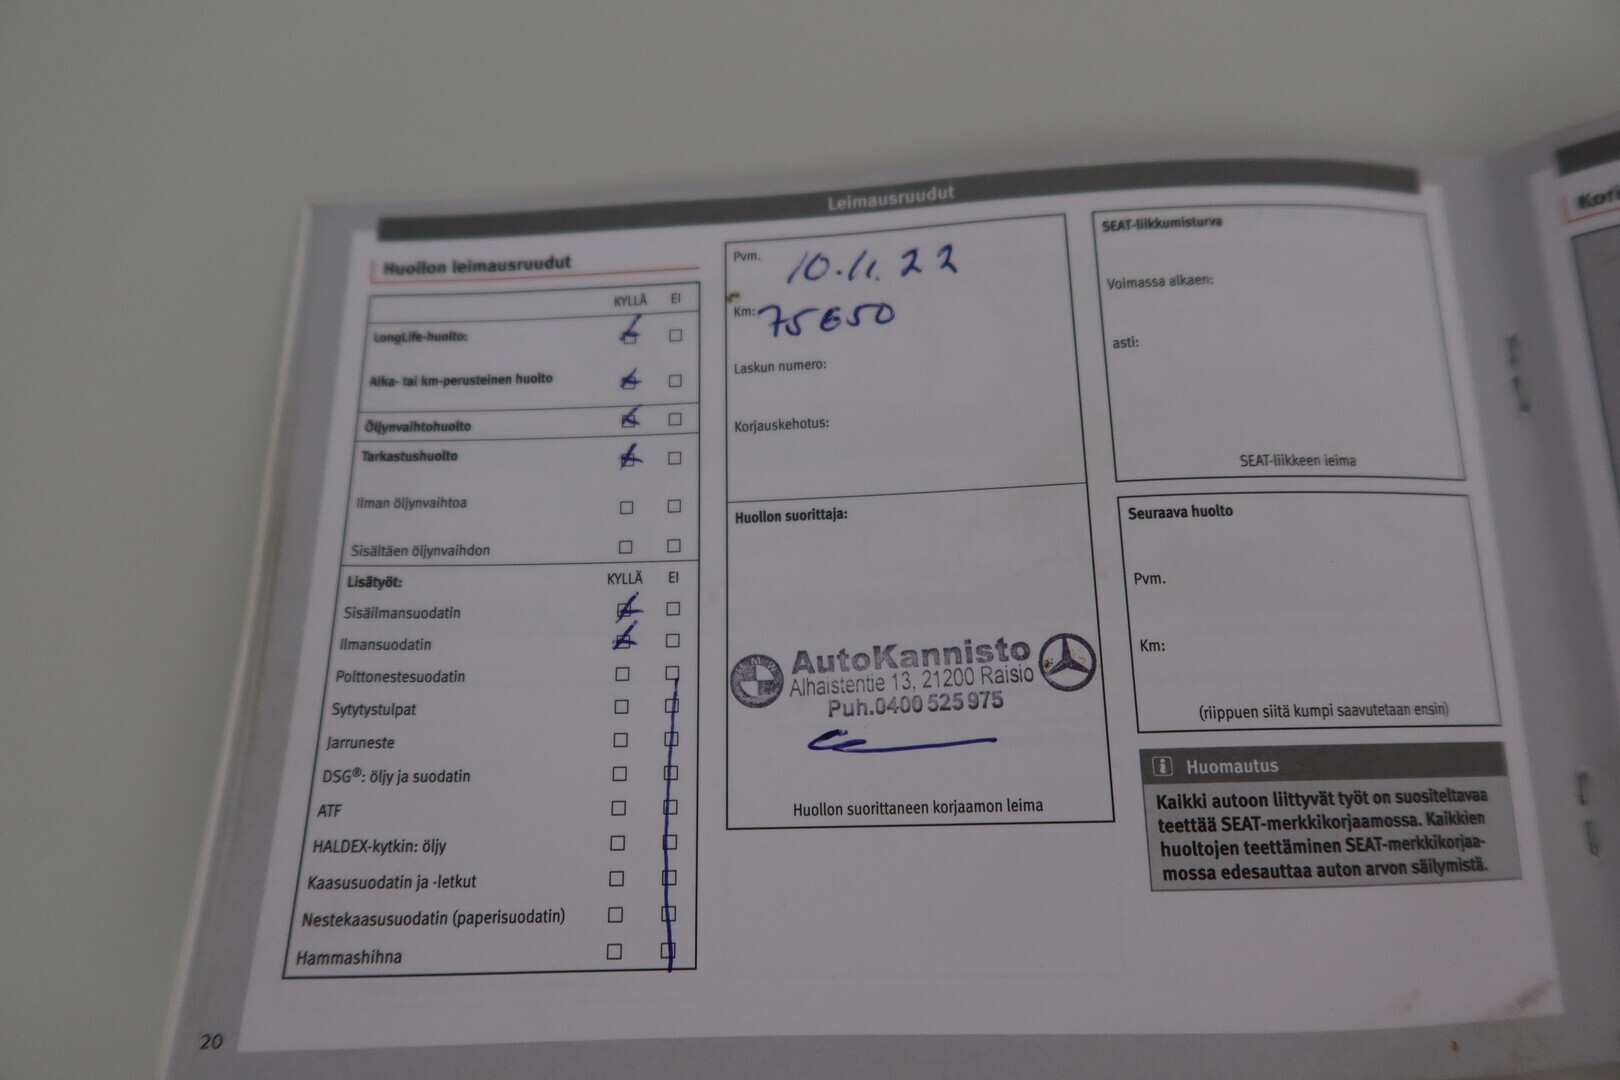 Leimausruudut
Huollon leimausruudut
KYLLÄ EI
LongLife-huolto:
Aika- tai km-perusteinen huolto
Öljynvaihtohuolto
Tarkastushuolto
Ilman öljynvaihtoa
Sisältäen öljynvaihdon
Lisätyöt: KYLLÄ EI
Sisäilmansuodatin
Ilmansuodatin
Polttonestesuodatin
Sytytystulpat
Jarruneste
DSG®: öljy ja suodatin
ATF
HALDEX-kytkin: öljy
Kaasusuodatin ja -letkut
Nestekaasusuodatin (paperisuodatin)
Hammashihna
20
Pvm. 10.11.22
Km: 75650
Laskun numero:
Korjauskehotus:
Huollon suorittaja:
BMW
AutoKannisto
Alhaistentie 13, 21200 Raisio
Puh.0400 525 975
Huollon suorittaneen korjaamon leima
SEAT-liikkumisturva
Voimassa alkaen:
asti:
SEAT-liikkeen leima
Seuraava huolto
Pvm.
Km:
(riippuen siitä kumpi saavutetaan ensin)
i Huomautus
Kaikki autoon liittyvät työt on suositeltavaa
teettää SEAT-merkkikorjaamossa. Kaikkien
huoltojen teettäminen SEAT-merkkikorjaa-
mossa edesauttaa auton arvon säilymistä.